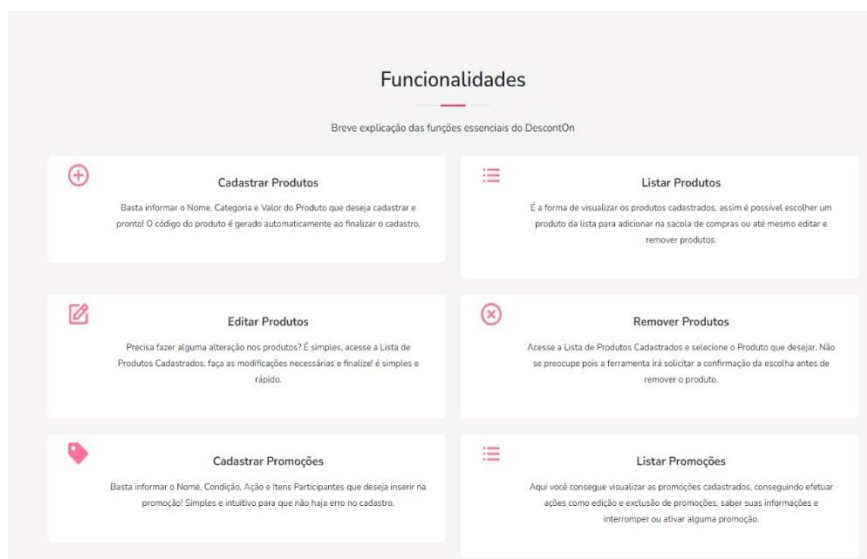 Funcionalidades
Breve explicação das funções essenciais do DescontOn
Cadastrar Produtos
Basta informar o Nome, Categoria e Valor do Produto que deseja cadastrar e
pronto! O código do produto é gerado automaticamente ao finalizar o cadastro.
Listar Produtos
É a forma de visualizar os produtos cadastrados, assim é possível escolher um
produto da lista para adicionar na sacola de compras ou até mesmo editar e
remover produtos.
Editar Produtos
Precisa fazer alguma alteração nos produtos? É simples, acesse a Lista de
Produtos Cadastrados, faça as modificações necessárias e finalize! é simples e
rápido.
Remover Produtos
Acesse a Lista de Produtos Cadastrados e selecione o Produto que desejar. Não
se preocupe pois a ferramenta irá solicitar a confirmação da escolha antes de
remover o produto.
Cadastrar Promoções
Basta informar o Nome, Condição, Ação e Itens Participantes que deseja inserir na
promoção! Simples e intuitivo para que não haja erro no cadastro.
Listar Promoções
Aqui você consegue visualizar as promoções cadastrados, conseguindo efetuar
ações como edição e exclusão de promoções, saber suas informações e
interromper ou ativar alguma promoção.